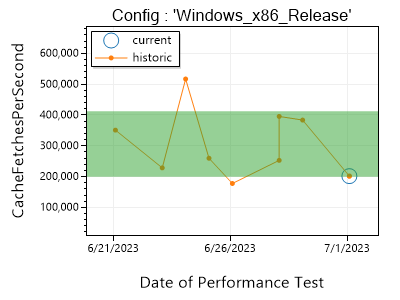 Config : 'Windows_x86_Release'
current
historic
600,000
500,000
400,000
300,000
200,000
100,000
CacheFetchesPerSecond
6/21/2023
6/26/2023
7/1/2023
Date of Performance Test